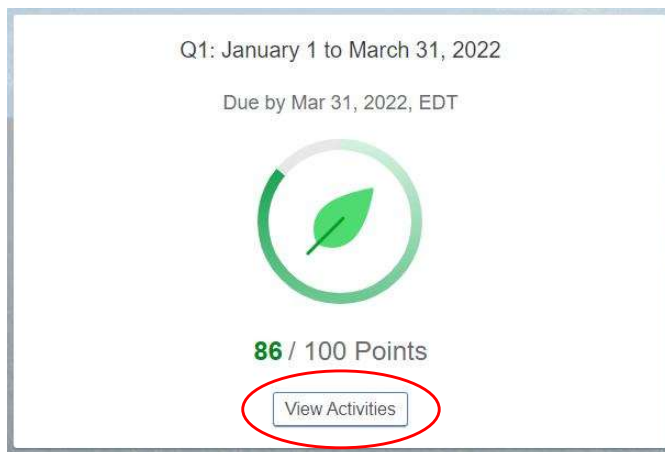 Q1: January 1 to March 31, 2022
Due by Mar 31, 2022, EDT
86 / 100 Points
View Activities